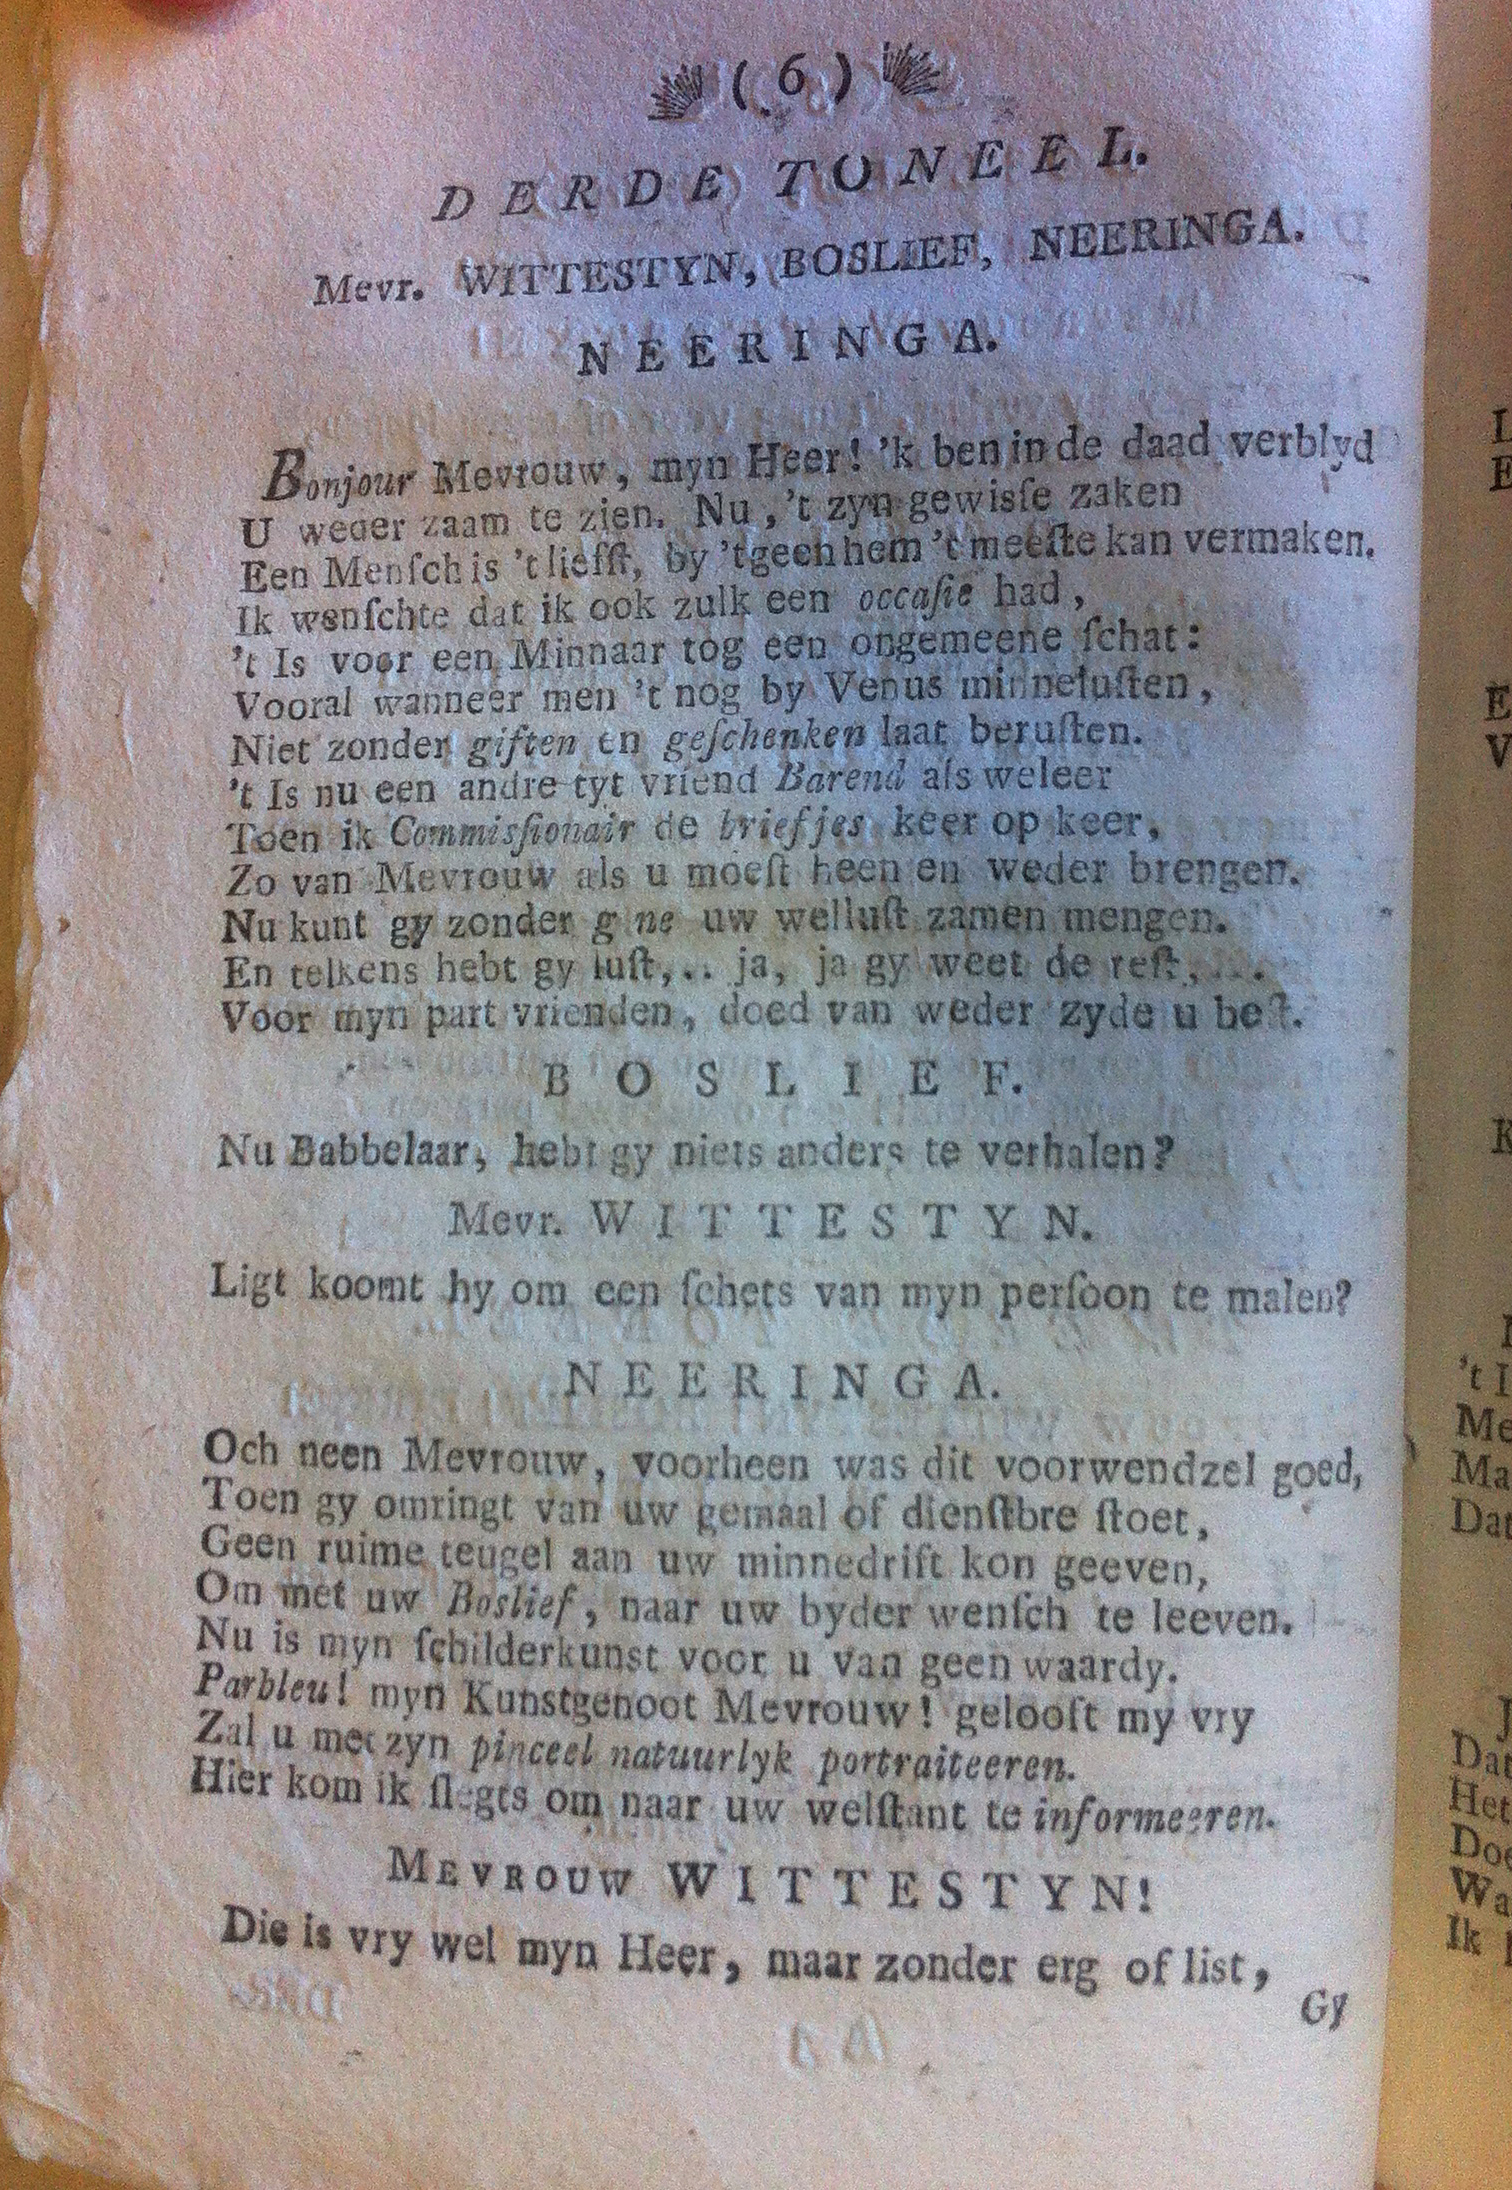 ( 6 )
DERDE TONEEL.
Mevr. WITTESTYN, BOSLIEF, NEERINGA.
NEERINGA.
Bonjour Mevrouw, myn Heer! 'k ben in de daad verblyd
U weder zaam te zien. Nu, 't zyn gewisſe zaken
Een Menſch is 't liefſt, by 'tgeen hem 't meeſte kan vermaken.
Ik wenſchte dat ik ook zulk een occaſie had,
't Is voor een Minnaar tog een ongemeene ſchat:
Vooral wanneer men 't nog by Venus minneluſten,
Niet zonder giften en geſchenken laat beruſten.
't Is nu een andre tyt vriend Barend als weleer
Toen ik Commisſionair de briefjes keer op keer,
Zo van Mevrouw als u moeſt heen en weder brengen.
Nu kunt gy zonder g ne uw welluſt zamen mengen.
En telkens hebt gy luſt,.. ja, ja gy weet de reſt,...
Voor myn part vrienden, doed van weder zyde u beſt.
BOSLIEF.
Nu Babbelaar, hebt gy niets anders te verhalen?
Mevr. WITTESTYN.
Ligt koomt hy om een ſchets van myn perſoon te malen?
NEERINGA.
Och neen Mevrouw, voorheen was dit voorwendzel goed,
Toen gy omringt van uw gemaal of dienſtbre ſtoet,
Geen ruime teugel aan uw minnedrift kon geeven,
Om met uw Boslief, naar uw byder wenſch te leeven.
Nu is myn ſchilderkunst voor u van geen waardy.
Parbleu! myn Kunstgenoot Mevrouw! gelooft my vry
Zal u met zyn pinceel natuurlyk portraiteeren.
Hier kom ik ſlegts om naar uw welſtant te informeeren.
MEVROUW WITTESTYN!
Die is vry wel myn Heer, maar zonder erg of list,
Gy
L
E
E
V
K
't I
Me
Ma
Dat
J
Dat
Het
Doe
Wa
Ik